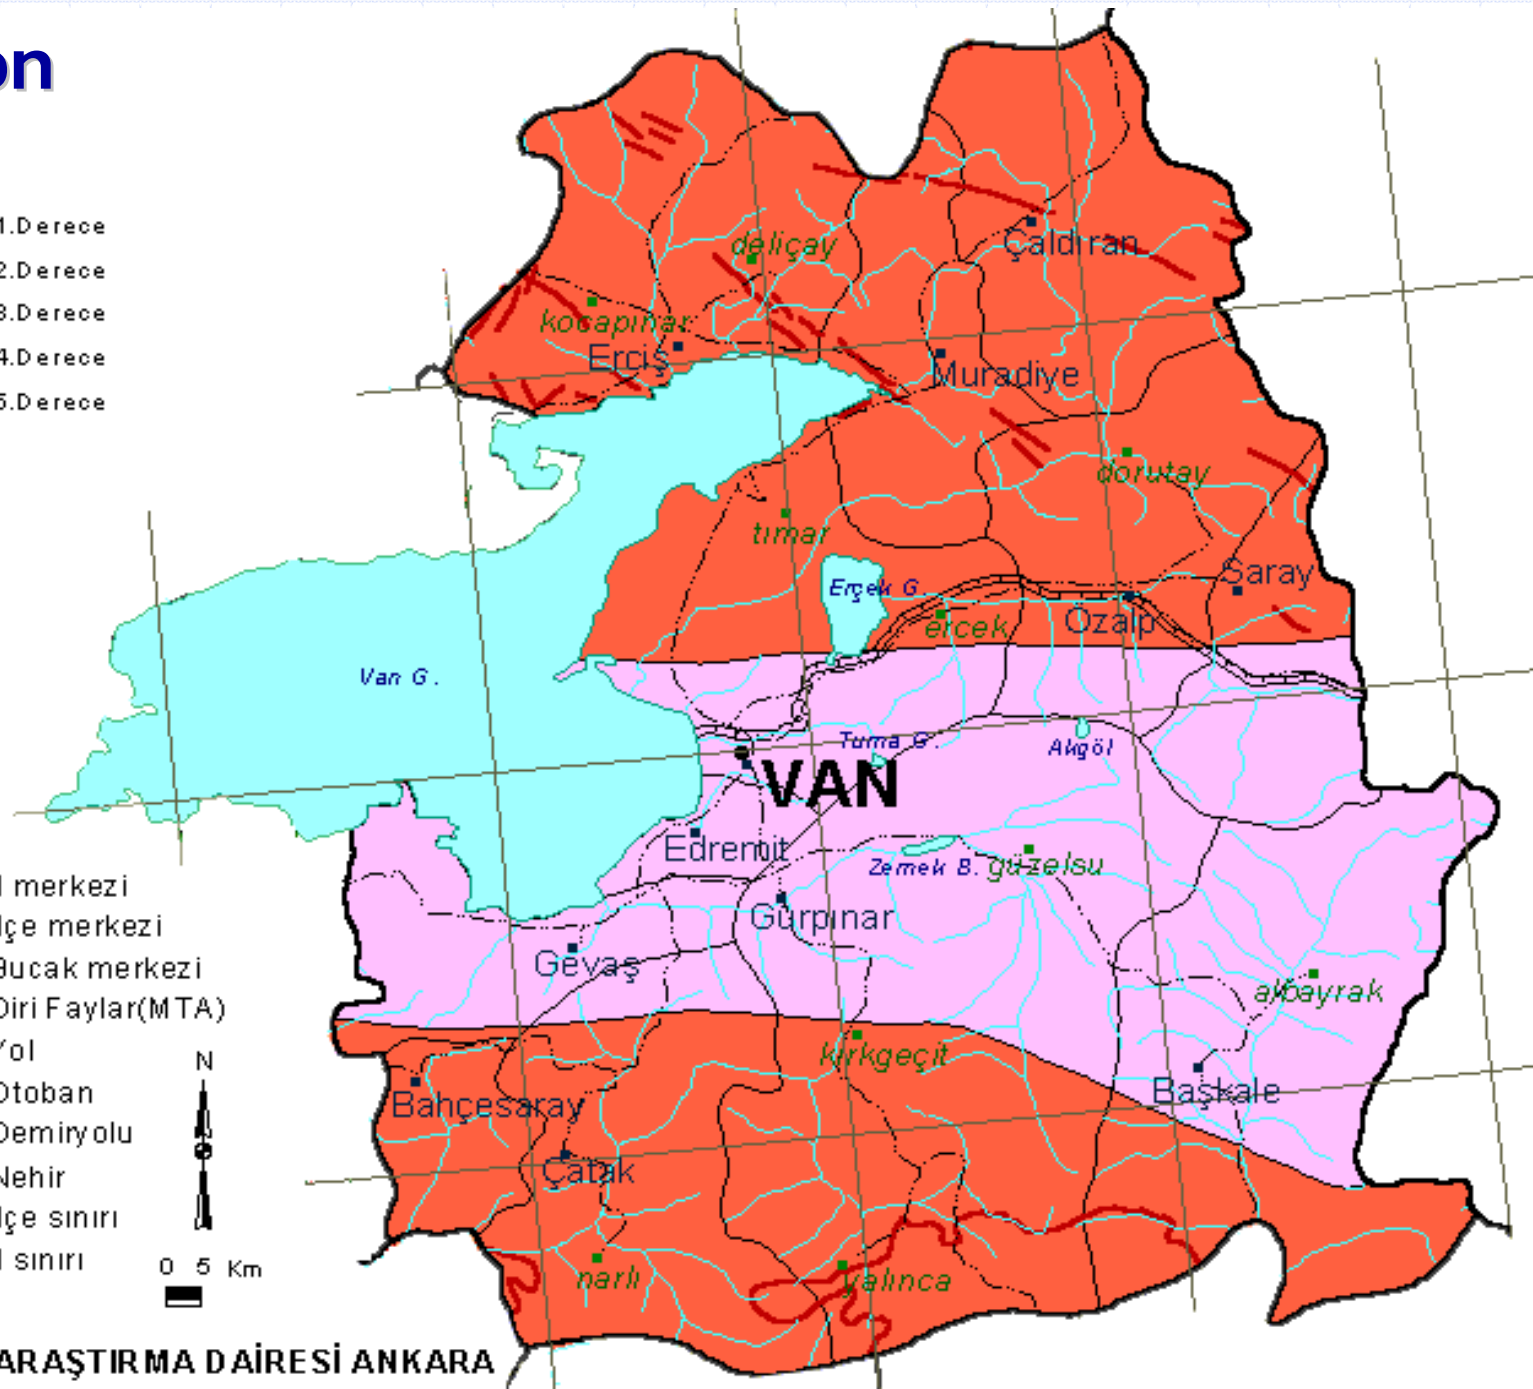 on
1.Derece
2.Derece
3.Derece
4.Derece
5.Derece
deliçay
Çaldıran
kocapınar
Erciş
Muradiye
dorutay
tımar
Erçek G.
Saray
ercek
Özalp
Van G.
Tuma G.
Akgöl
VAN
Edremit
Zernek B.
güzelsu
Gürpınar
Gevaş
albayrak
kırkgeçit
Başkale
Bahçesaray
Çatak
narlı
yalınca
l merkezi
lçe merkezi
Bucak merkezi
Diri Faylar(MTA)
Yol
Otoban
Demiryolu
Nehir
lçe sınırı
l sınırı
N
0 5 Km
ARAŞTIRMA DAİRESİ ANKARA